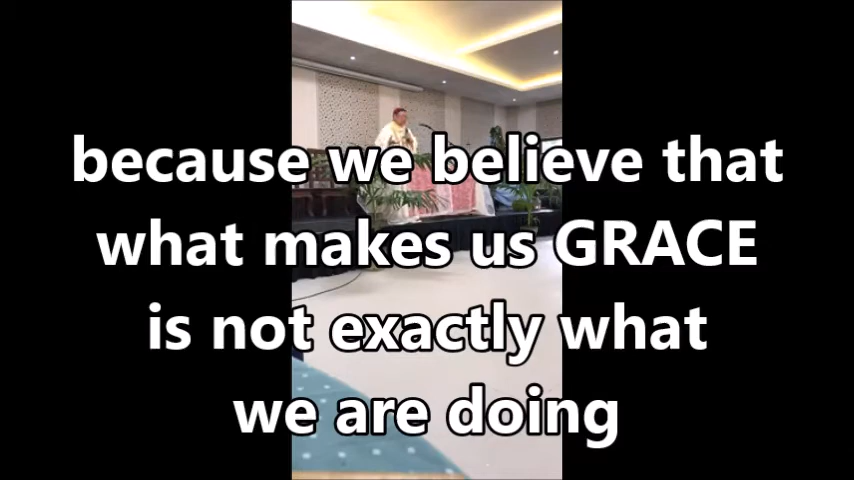 because we believe that
what makes us GRACE
is not exactly what
we are doing